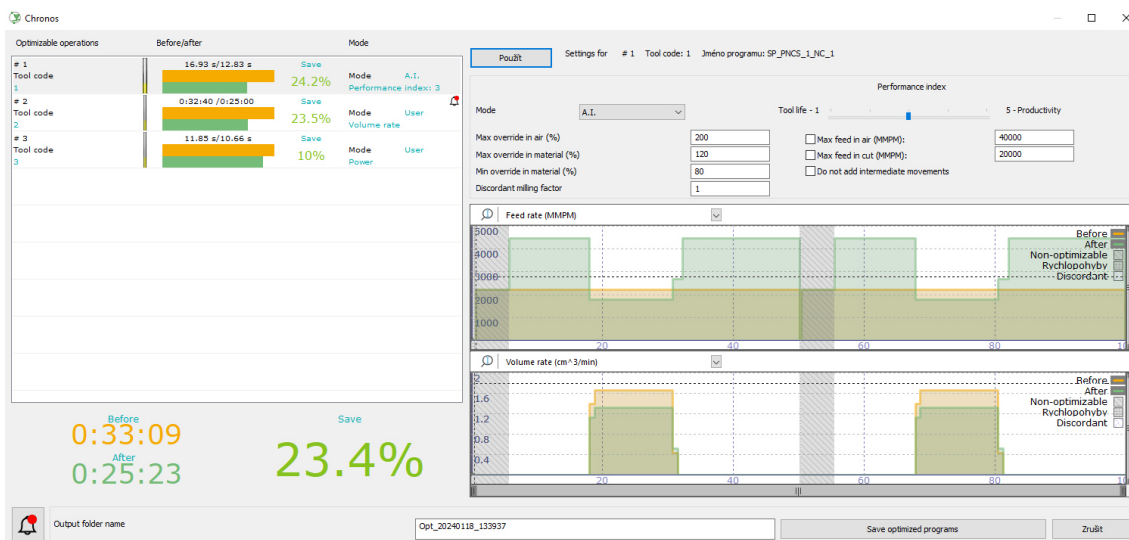 Chronos
Optimizable operations Before/after Mode
# 1 16.93 s/12.83 s Save
Tool code 24.2% Mode A.I.
1 Performance index: 3
# 2 0:32:40 /0:25:00 Save
Tool code 23.5% Mode User
2 Volume rate
# 3 11.85 s/10.66 s Save
Tool code 10% Mode User
3 Power
Before
0:33:09
After
0:25:23
Save
23.4%
Použít Settings for # 1 Tool code: 1 Jméno programu: SP_PNCS_1_NC_1
Performance index
Mode A.I. Tool life - 1 5 - Productivity
Max override in air (%) 200 Max feed in air (MMPM): 40000
Max override in material (%) 120 Max feed in cut (MMPM): 20000
Min override in material (%) 80 Do not add intermediate movements
Discordant milling factor 1
Feed rate (MMPM)
5000
4000
3000
2000
1000
Before
After
Non-optimizable
Rychlopohyby
Discordant
20 40 60 80 10
Volume rate (cm^3/min)
2
1.6
1.2
0.8
0.4
Before
After
Non-optimizable
Rychlopohyby
Discordant
20 40 60 80 10
Output folder name Opt_20240118_133937 Save optimized programs Zrušit